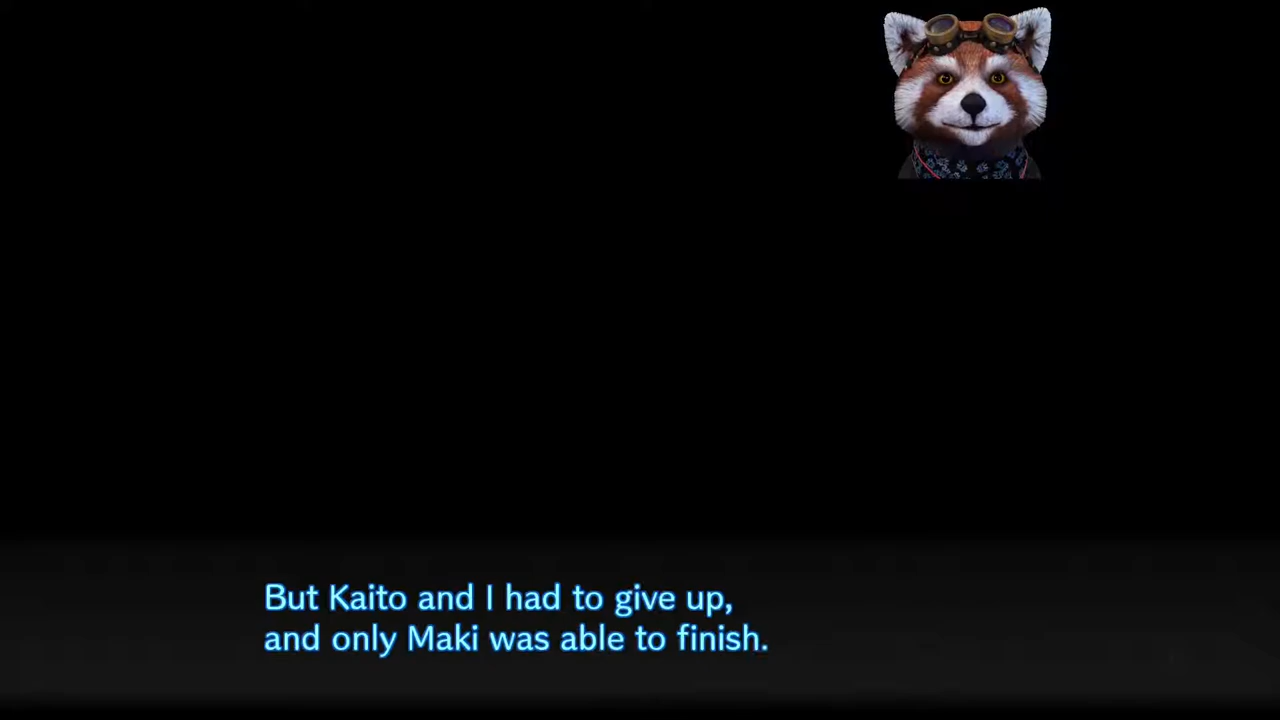 But Kaito and I had to give up,
and only Maki was able to finish.